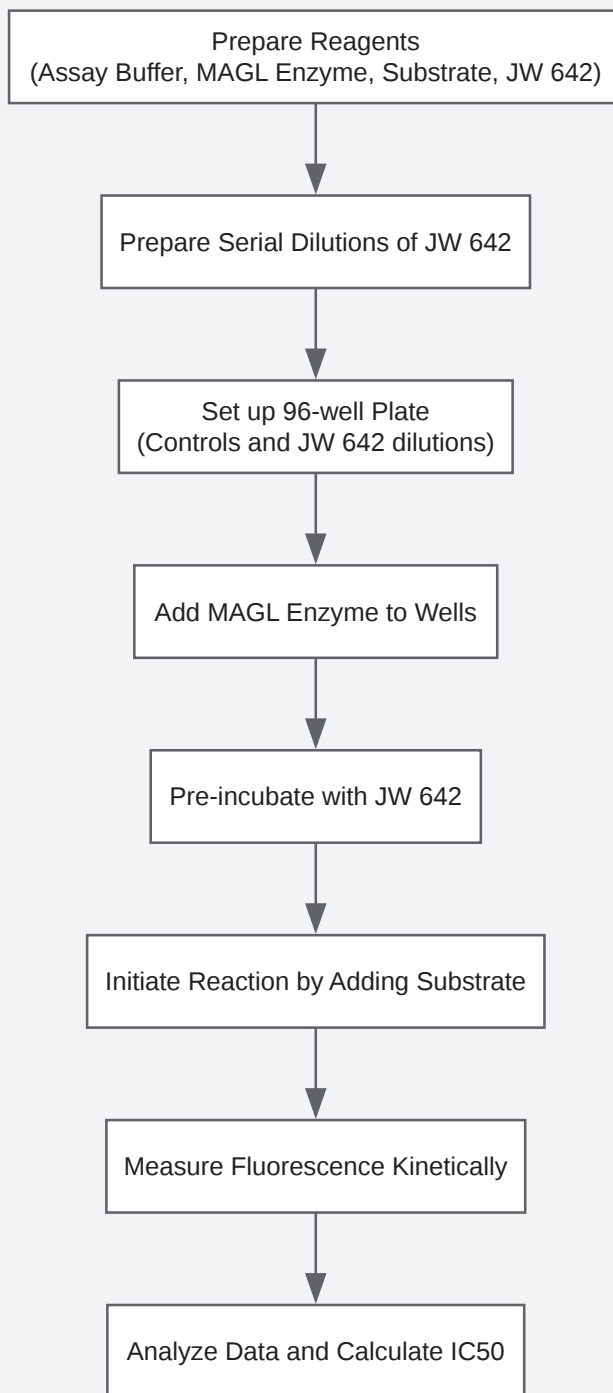 Prepare Reagents
(Assay Buffer, MAGL Enzyme, Substrate, JW 642)
Prepare Serial Dilutions of JW 642
Set up 96-well Plate
(Controls and JW 642 dilutions)
Add MAGL Enzyme to Wells
Pre-incubate with JW 642
Initiate Reaction by Adding Substrate
Measure Fluorescence Kinetically
Analyze Data and Calculate IC50